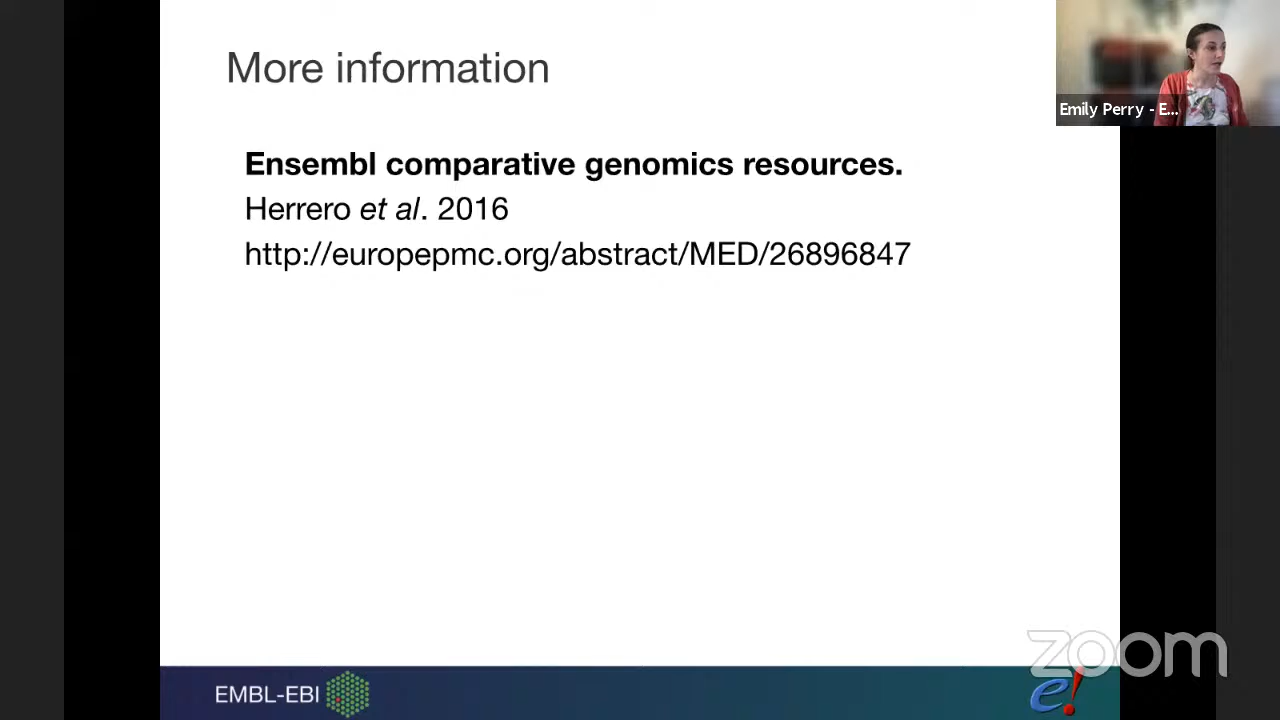 More information
Emily Perry - E...
Ensembl comparative genomics resources.
Herrero et al. 2016
http://europepmc.org/abstract/MED/26896847
zoom
EMBL-EBI
e!